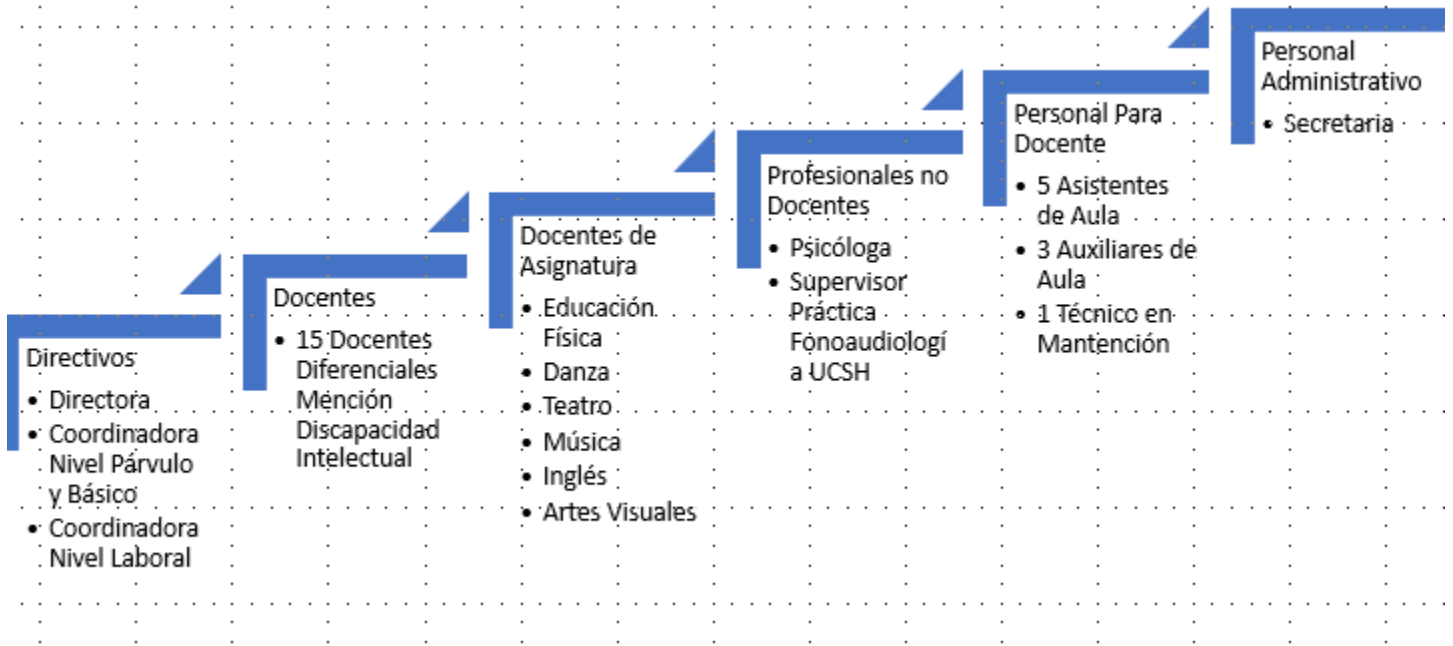 Directivos
• Directora
• Coordinadora
Nivel Párvulo
y Básico
• Coordinadora
Nivel Laboral
Docentes
• 15 Docentes
Diferenciales
Mención
Discapacidad
Intelectual
Docentes de
Asignatura
• Educación
Física
• Danza
• Teatro
• Música
• Inglés
• Artes Visuales
Profesionales no
Docentes
• Psicóloga
• Supervisor
Práctica
Fonoaudiologí
a UCSH
Personal Para
Docente
• 5 Asistentes
de Aula
• 3 Auxiliares de
Aula
• 1 Técnico en
Mantención
Personal
Administrativo
• Secretaria